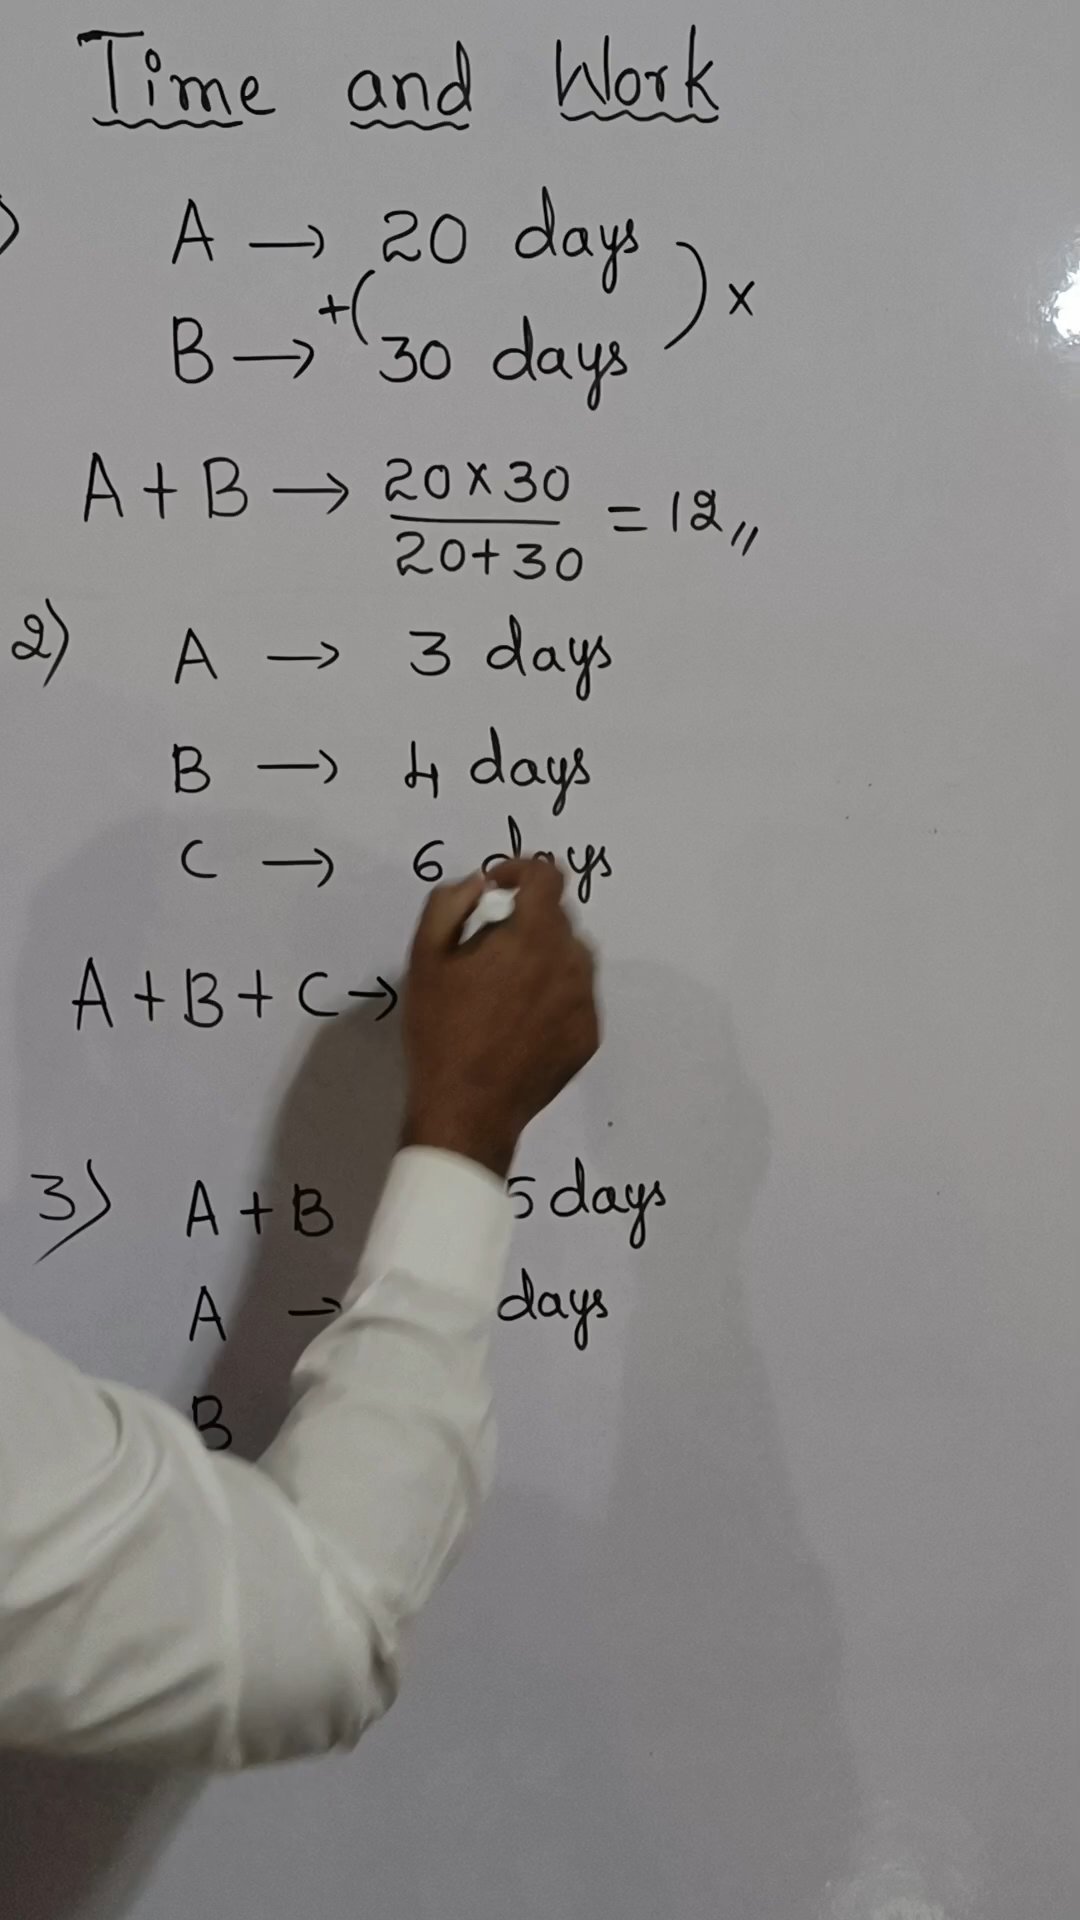 Time and Work
) A → 20 days
+( ) x
B → 30 days
A + B → 20 x 30 / 20 + 30 = 12 //
2) A → 3 days
B → 4 days
C → 6 days
A + B + C →
3) A + B 5 days
A → days
B